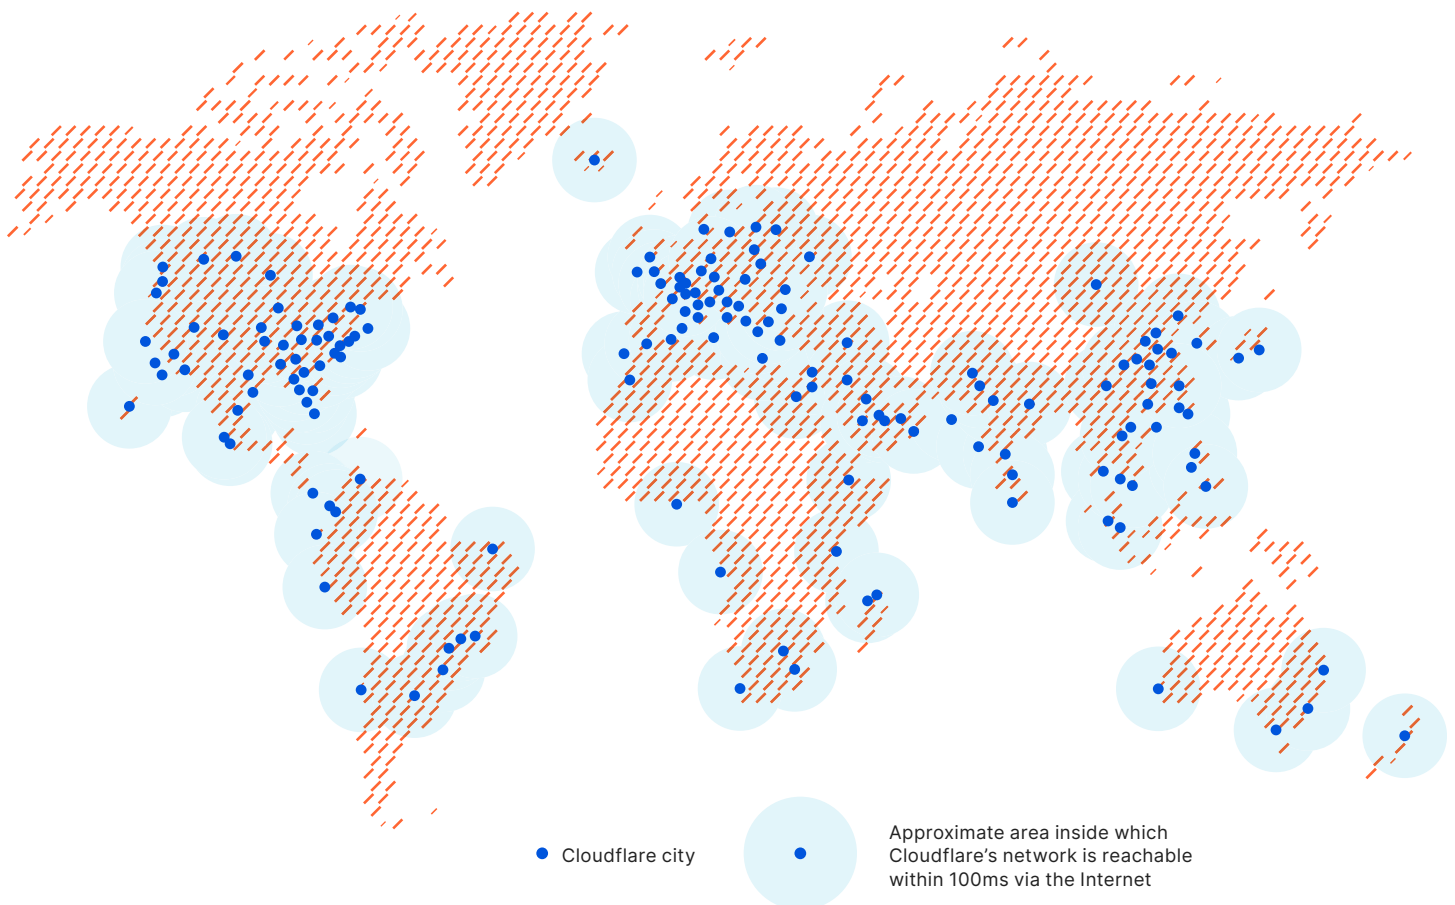 Cloudflare city
Approximate area inside which
Cloudflare’s network is reachable
within 100ms via the Internet